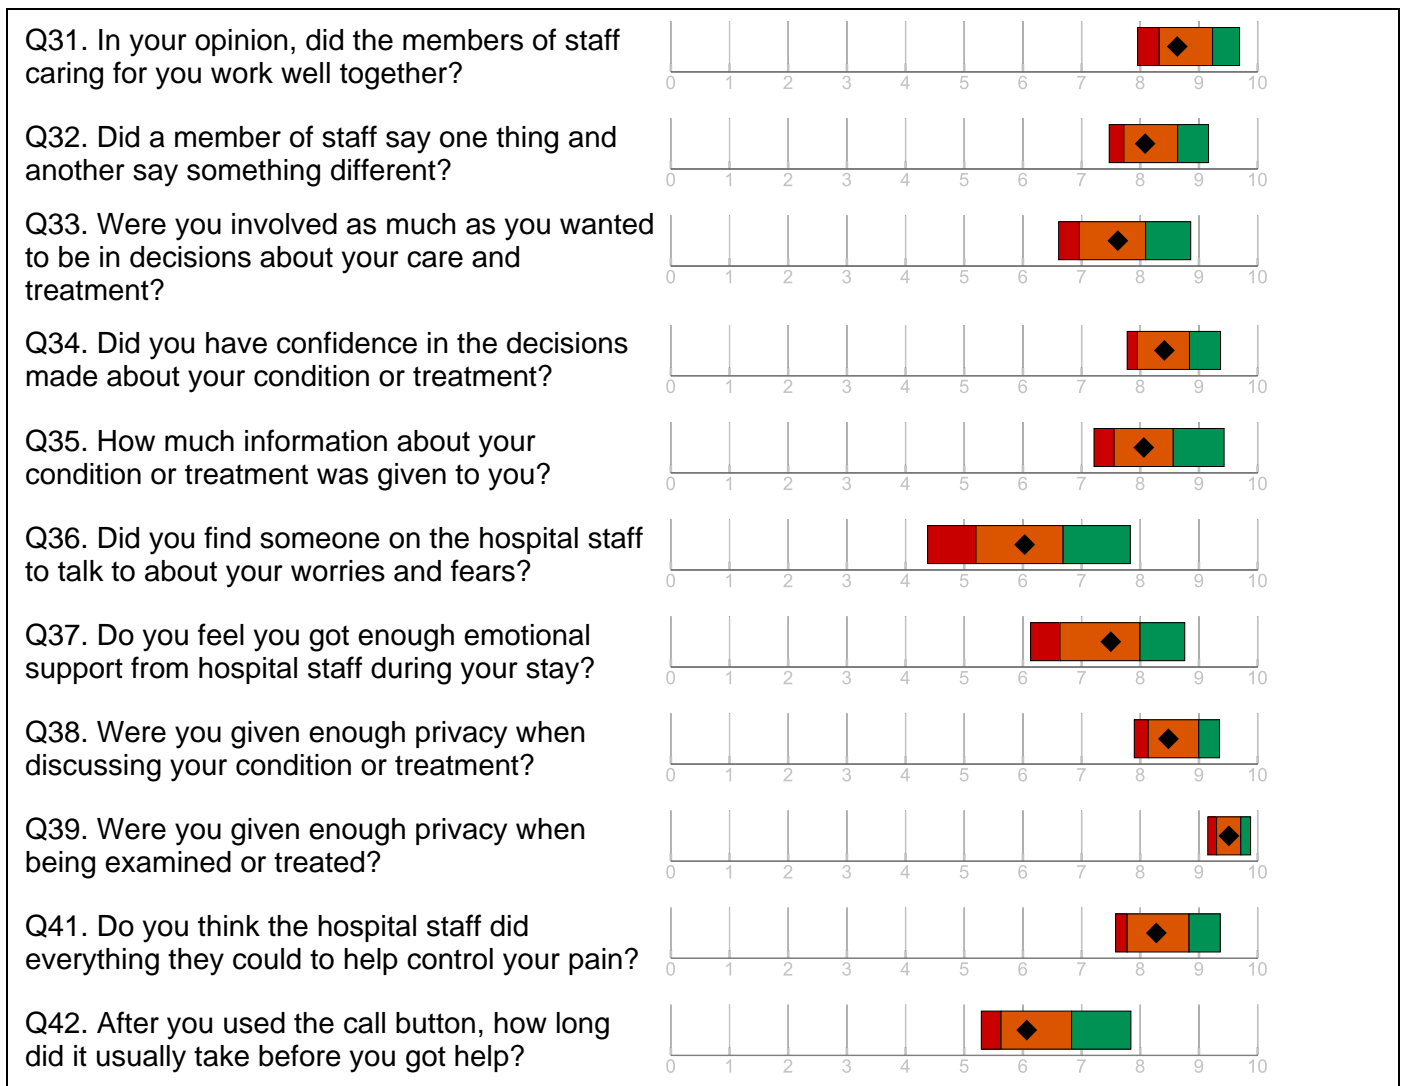 Q31. In your opinion, did the members of staff
caring for you work well together?
0 1 2 3 4 5 6 7 8 9 10
Q32. Did a member of staff say one thing and
another say something different?
0 1 2 3 4 5 6 7 8 9 10
Q33. Were you involved as much as you wanted
to be in decisions about your care and
treatment?
0 1 2 3 4 5 6 7 8 9 10
Q34. Did you have confidence in the decisions
made about your condition or treatment?
0 1 2 3 4 5 6 7 8 9 10
Q35. How much information about your
condition or treatment was given to you?
0 1 2 3 4 5 6 7 8 9 10
Q36. Did you find someone on the hospital staff
to talk to about your worries and fears?
0 1 2 3 4 5 6 7 8 9 10
Q37. Do you feel you got enough emotional
support from hospital staff during your stay?
0 1 2 3 4 5 6 7 8 9 10
Q38. Were you given enough privacy when
discussing your condition or treatment?
0 1 2 3 4 5 6 7 8 9 10
Q39. Were you given enough privacy when
being examined or treated?
0 1 2 3 4 5 6 7 8 9 10
Q41. Do you think the hospital staff did
everything they could to help control your pain?
0 1 2 3 4 5 6 7 8 9 10
Q42. After you used the call button, how long
did it usually take before you got help?
0 1 2 3 4 5 6 7 8 9 10